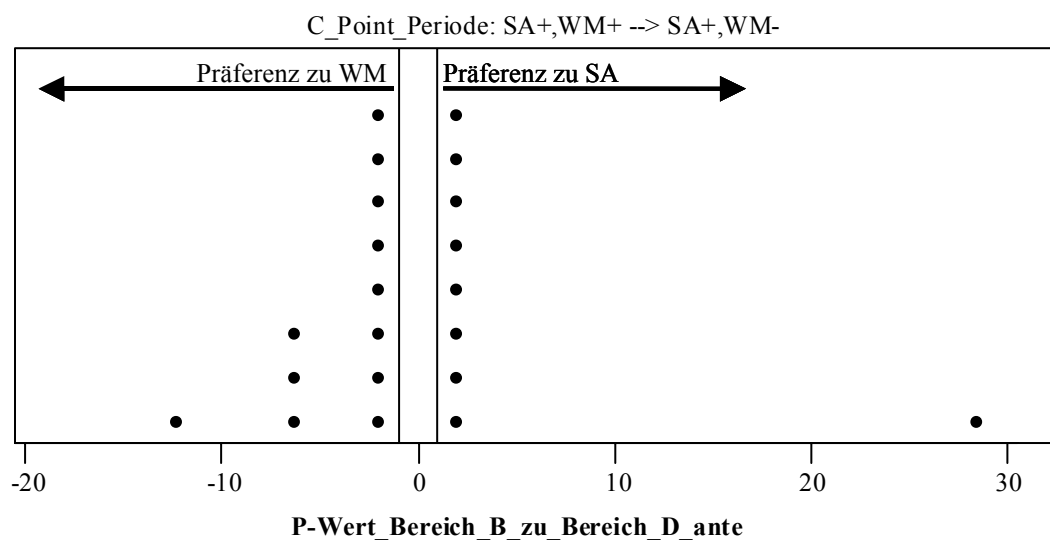 C_Point_Periode: SA+,WM+ --> SA+,WM-
Präferenz zu WM Präferenz zu SA
-20 -10 0 10 20 30
P-Wert_Bereich_B_zu_Bereich_D_ante